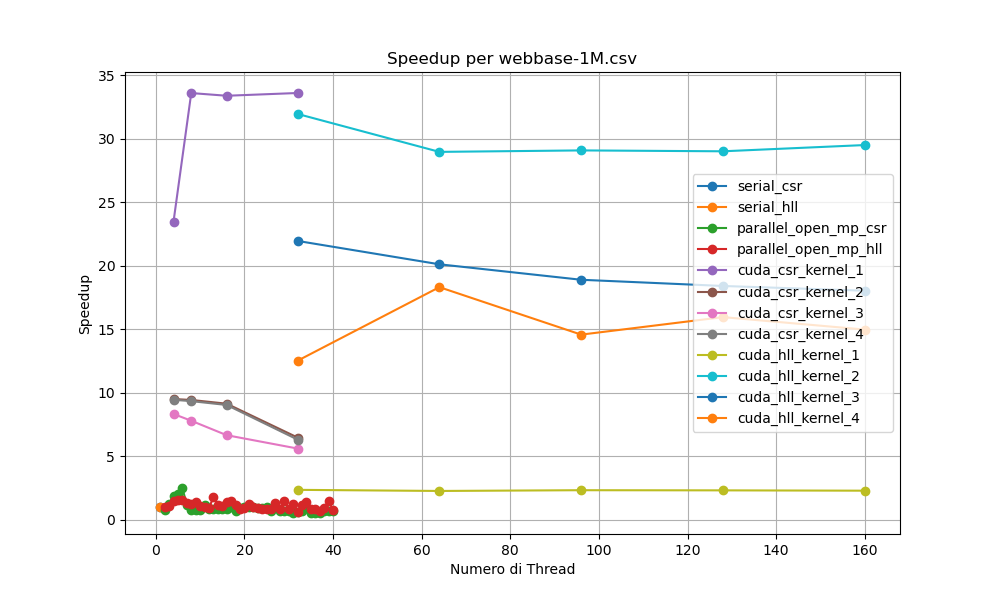 Speedup per webbase-1M.csv
Speedup
35
30
25
20
15
10
5
0
0 20 40 60 80 100 120 140 160
Numero di Thread
serial_csr
serial_hll
parallel_open_mp_csr
parallel_open_mp_hll
cuda_csr_kernel_1
cuda_csr_kernel_2
cuda_csr_kernel_3
cuda_csr_kernel_4
cuda_hll_kernel_1
cuda_hll_kernel_2
cuda_hll_kernel_3
cuda_hll_kernel_4